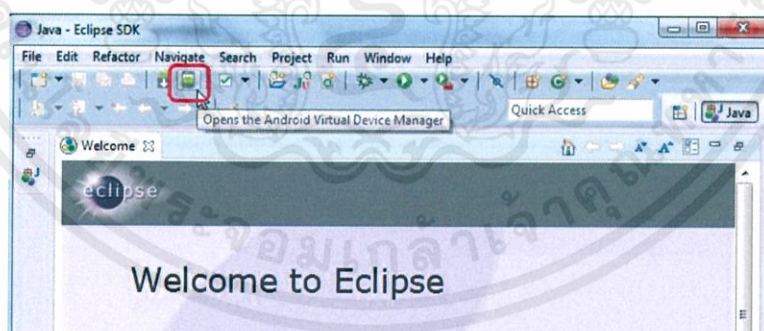 Java - Eclipse SDK
File Edit Refactor Navigate Search Project Run Window Help
Quick Access
Java
Opens the Android Virtual Device Manager
Welcome
eclipse
Welcome to Eclipse